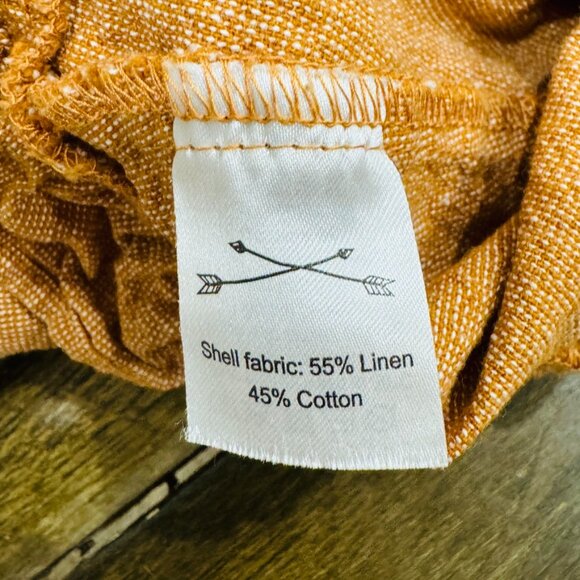 Shell fabric: 55% Linen
45% Cotton